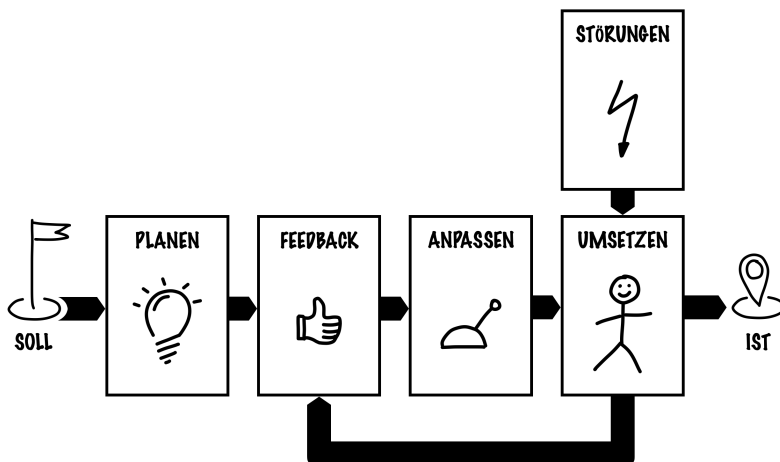 STÖRUNGEN
PLANEN
FEEDBACK
ANPASSEN
UMSETZEN
SOLL
IST